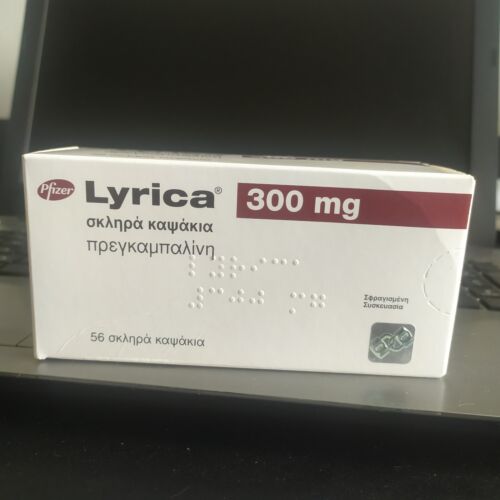 Pfizer
Lyrica® 300 mg
σκληρά καψάκια
πρεγκαμπαλίνη
Σφραγισμένη
Συσκευασία
56 σκληρά καψάκια